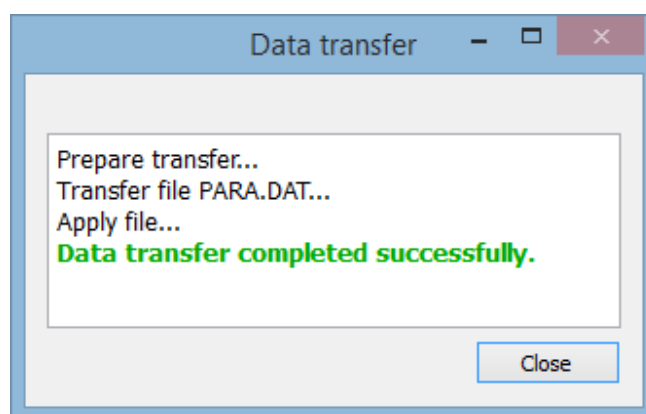 Data transfer
Prepare transfer...
Transfer file PARA.DAT...
Apply file...
Data transfer completed successfully.
Close